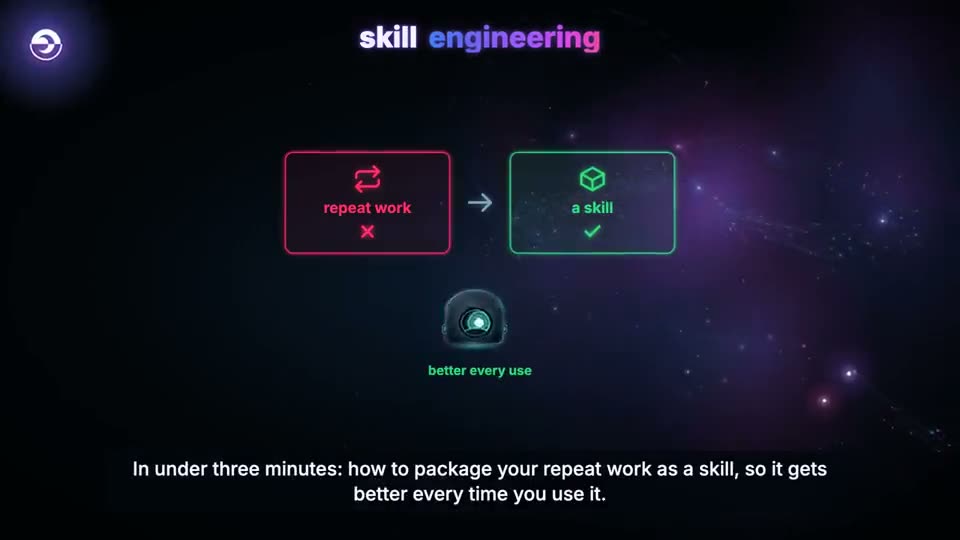 skill engineering
repeat work
a skill
better every use
In under three minutes: how to package your repeat work as a skill, so it gets
better every time you use it.